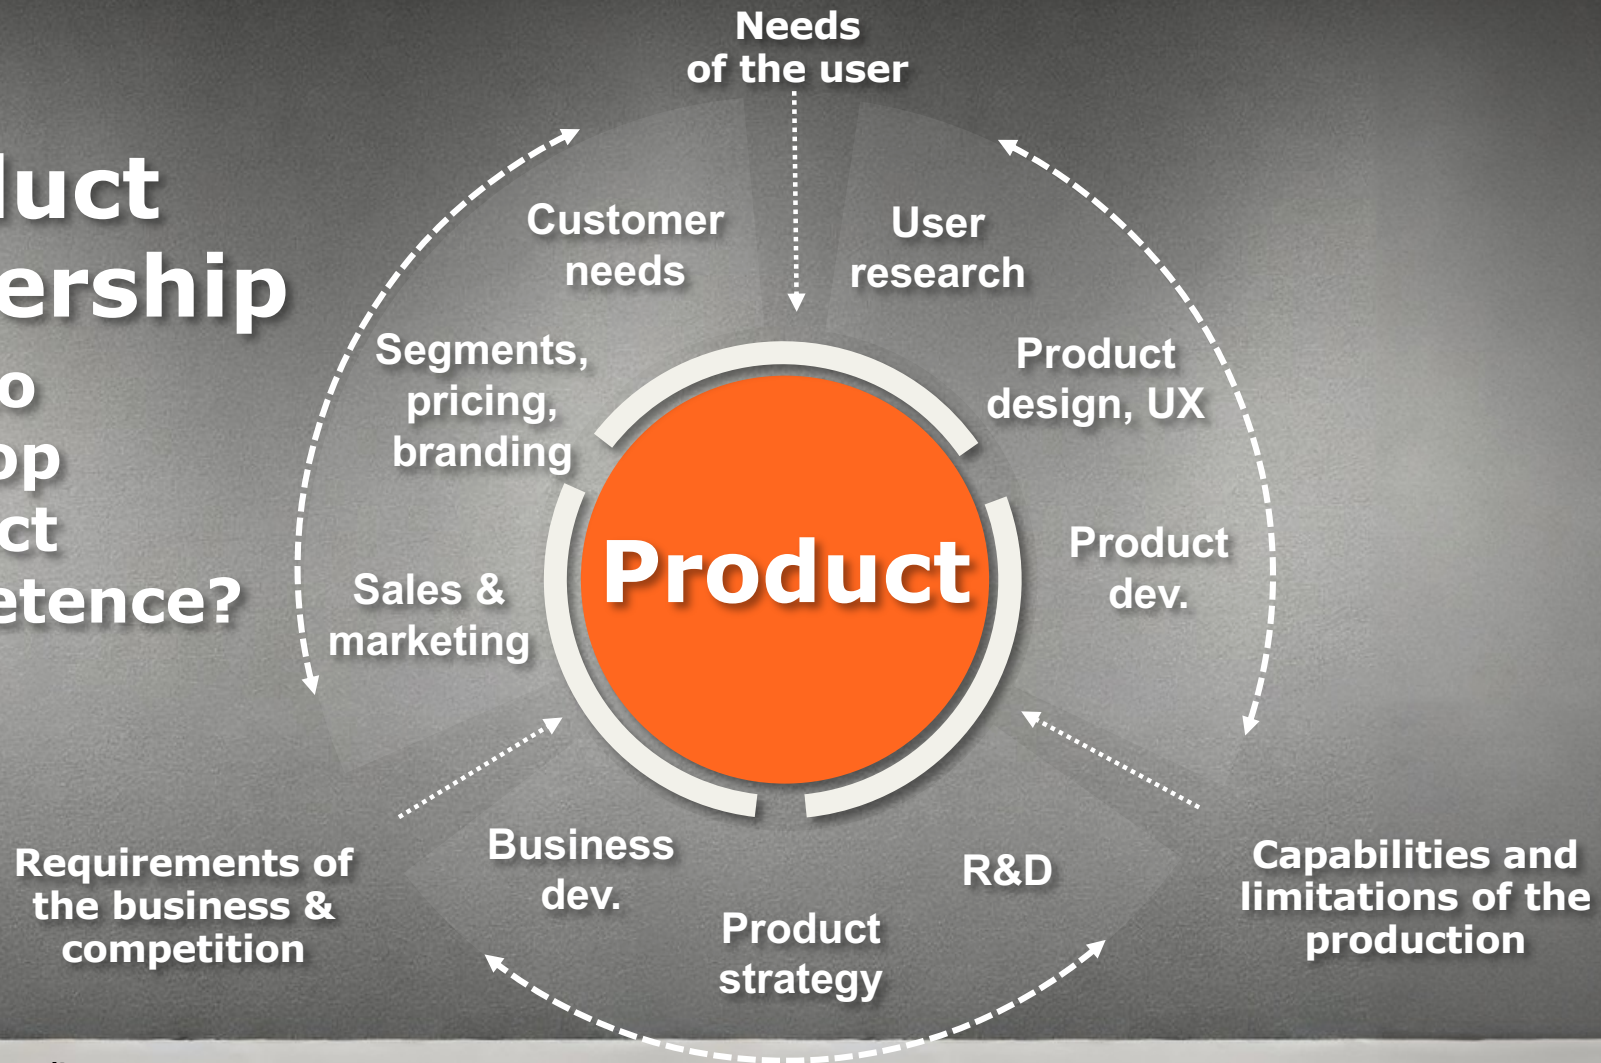 Needs
of the user
luct
ership
o
op
ct
etence?
Customer
needs
User
research
Segments,
pricing,
branding
Product
design, UX
Product
Product
dev.
Sales &
marketing
Requirements of
the business &
competition
Business
dev.
Product
strategy
R&D
Capabilities and
limitations of the
production